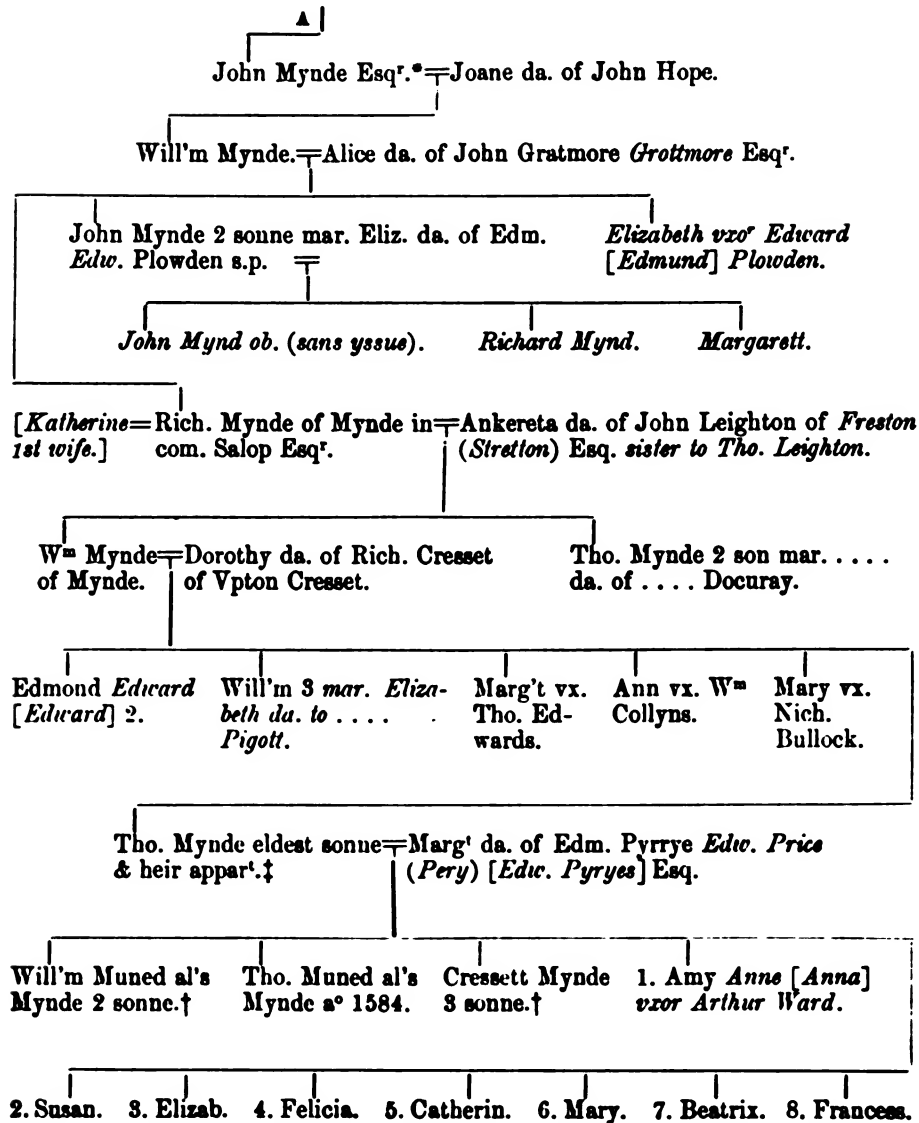 A
John Mynde Esqʳ.*=Joane da. of John Hope.
Will'm Mynde.=Alice da. of John Gratmore Grottmore Esqʳ.
John Mynde 2 sonne mar. Eliz. da. of Edm.
Edw. Plowden s.p. =
Elizabeth vxoʳ Edward
[Edmund] Plowden.
John Mynd ob. (sans yssue). Richard Mynd. Margarett.
[Katherine=Rich. Mynde of Mynde in=Ankereta da. of John Leighton of Freston
1st wife.] com. Salop Esqʳ. (Stretton) Esq. sister to Tho. Leighton.
Wᵐ Mynde=Dorothy da. of Rich. Cresset
of Mynde. of Vpton Cresset.
Tho. Mynde 2 son mar. . . . .
da. of . . . . Docuray.
Edmond Edward
[Edward] 2.
Will'm 3 mar. Eliza-
beth da. to . . . .
Pigott.
Marg't vx.
Tho. Ed-
wards.
Ann vx. Wᵐ
Collyns.
Mary vx.
Nich.
Bullock.
Tho. Mynde eldest sonne=Margᵗ da. of Edm. Pyrrye Edw. Price
& heir apparᵗ.‡ (Pery) [Edw. Pyryes] Esq.
Will'm Muned al's
Mynde 2 sonne.†
Tho. Muned al's
Mynde aº 1584.
Cressett Mynde
3 sonne.†
1. Amy Anne [Anna]
vxor Arthur Ward.
2. Susan. 3. Elizab. 4. Felicia. 5. Catherin. 6. Mary. 7. Beatrix. 8. Francess.